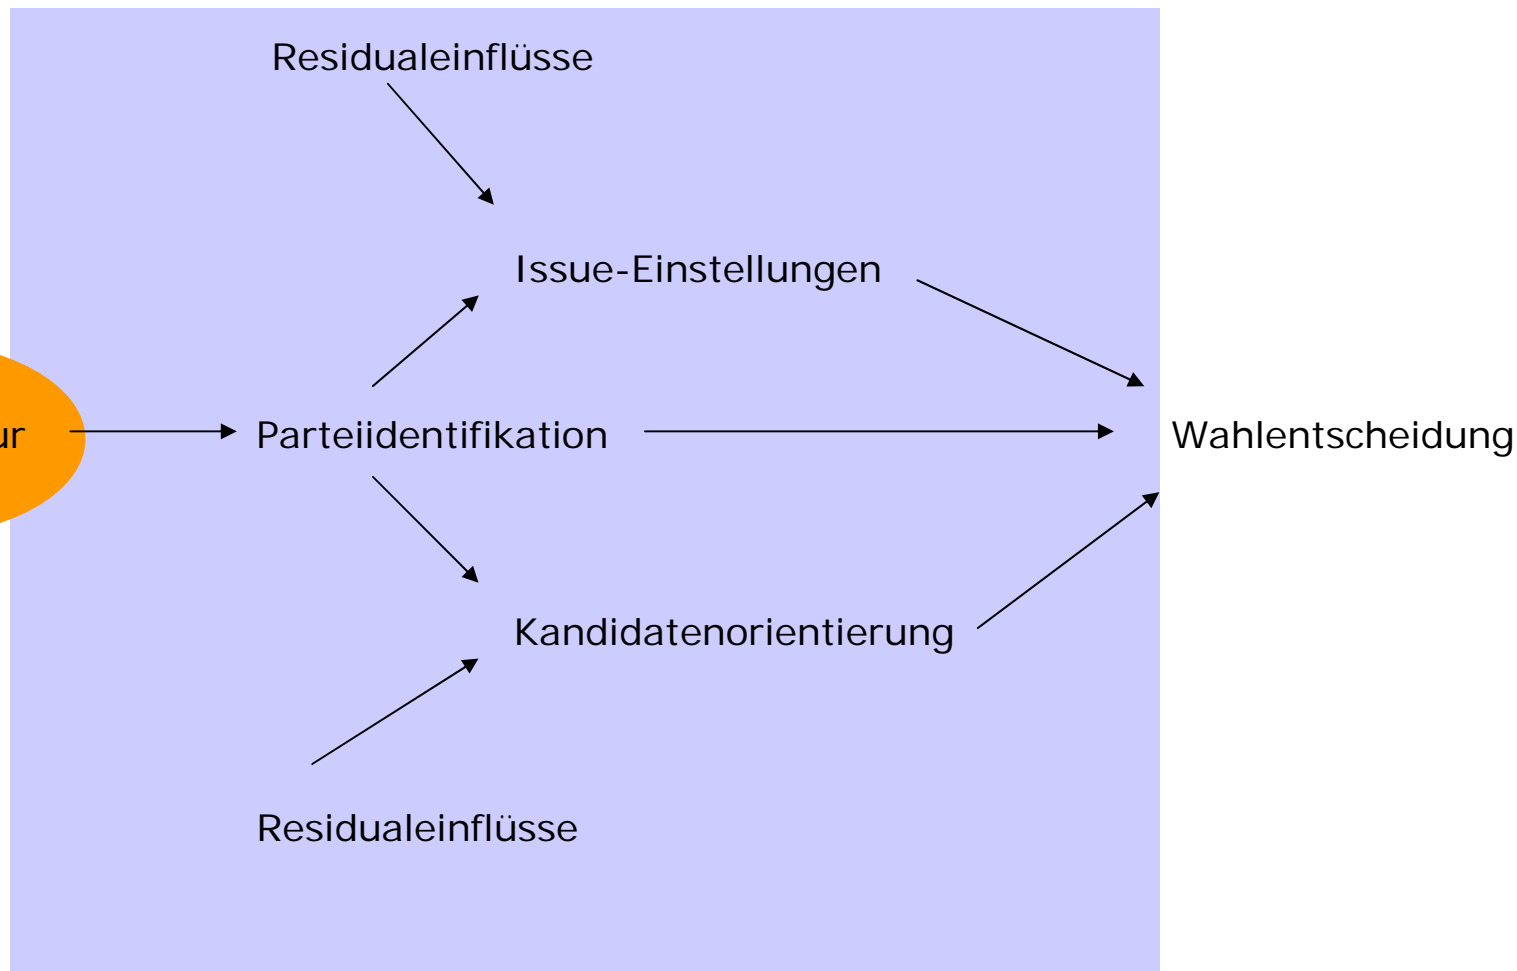 Residualeinflüsse
Issue-Einstellungen
ur
Parteiidentifikation
Wahlentscheidung
Kandidatenorientierung
Residualeinflüsse